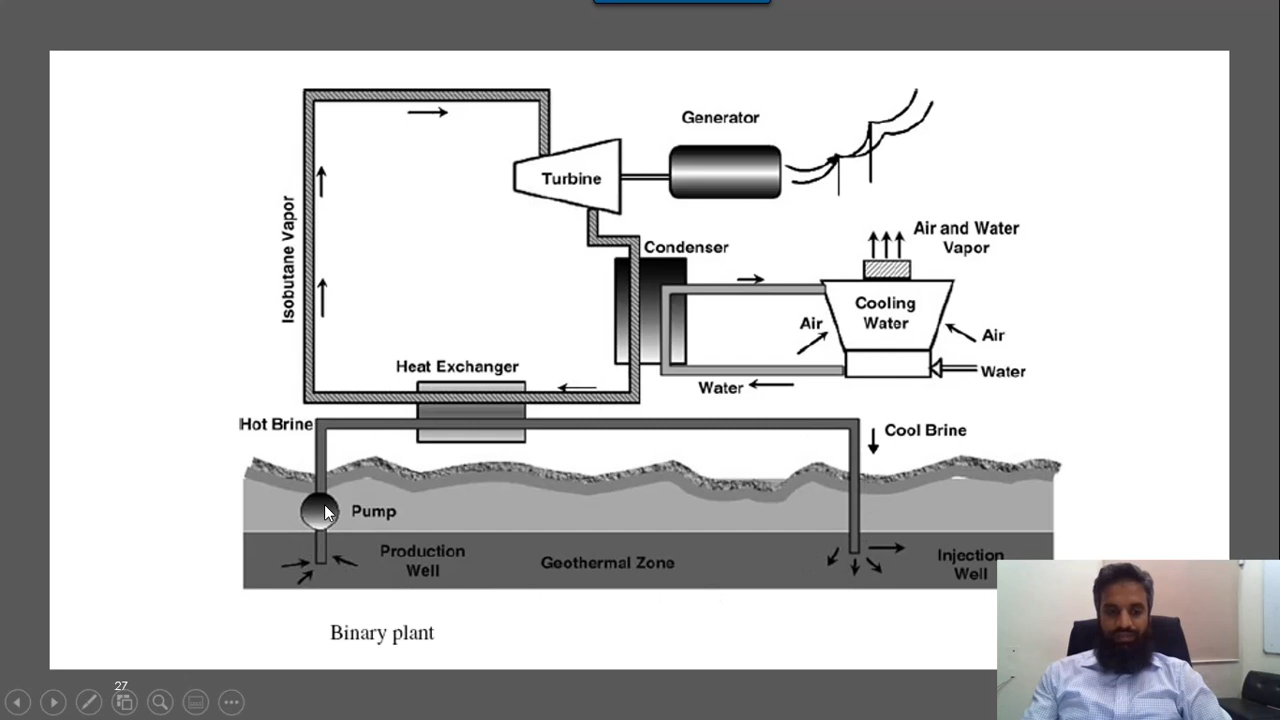 Generator
Turbine
Isobutane Vapor
Condenser
Air and Water
Vapor
Cooling
Water
Air
Air
Water
Water
Heat Exchanger
Hot Brine
Cool Brine
Pump
Production
Well
Geothermal Zone
Injection
Well
Binary plant
27